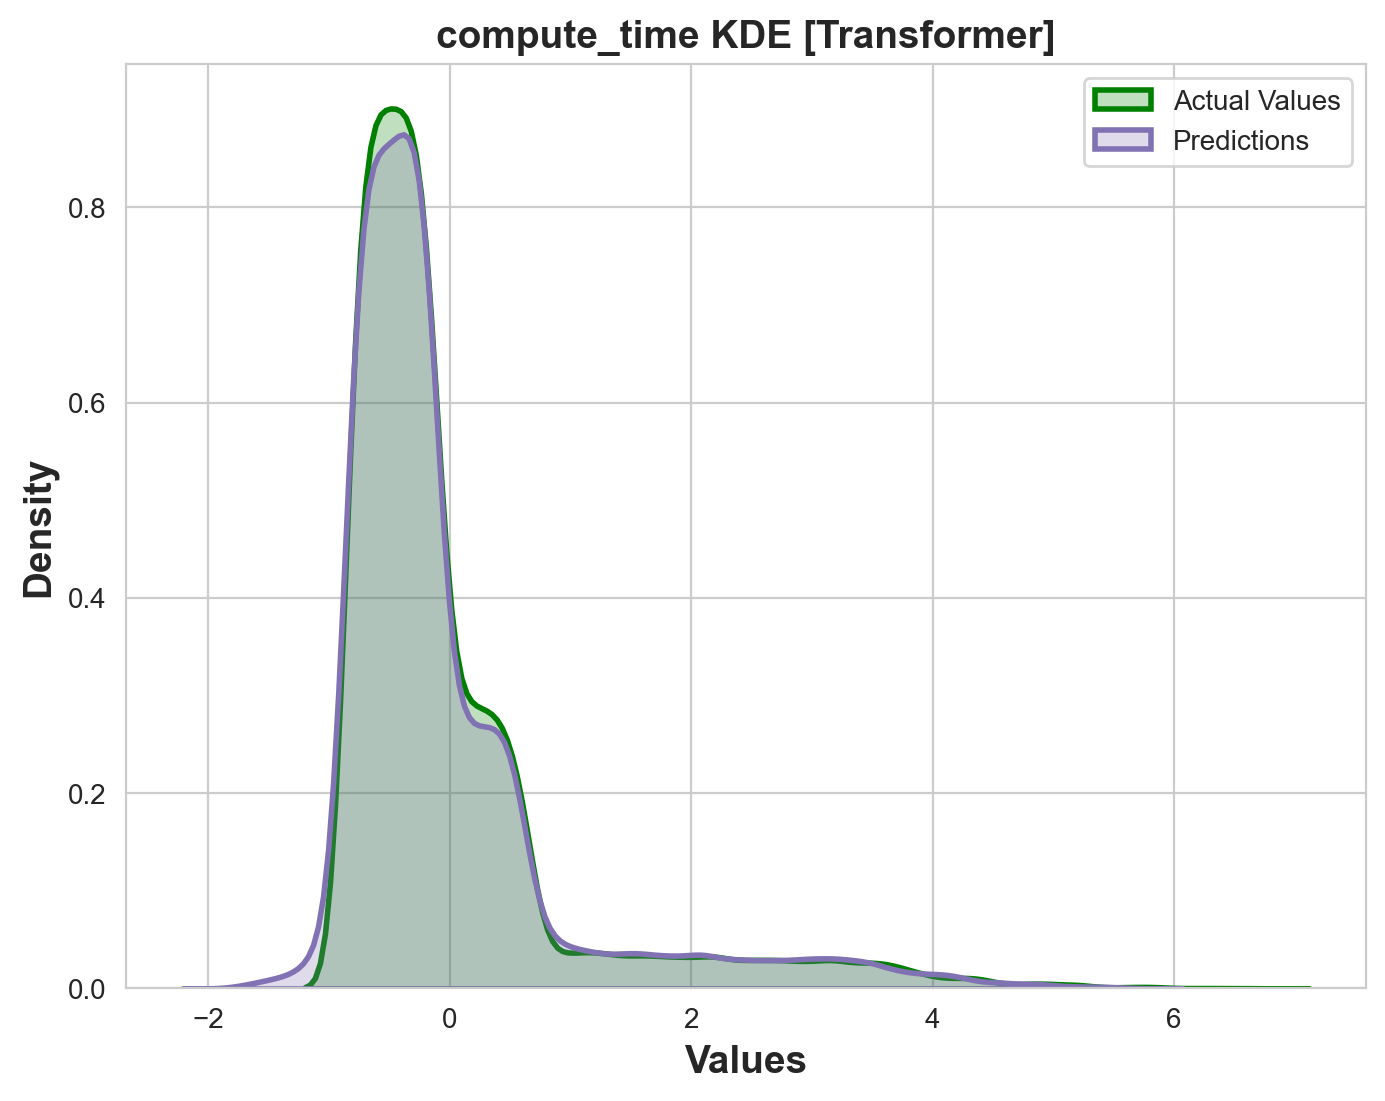 compute_time KDE [Transformer]
Actual Values
Predictions
Density
0.8
0.6
0.4
0.2
0.0
−2
0
2
4
6
Values